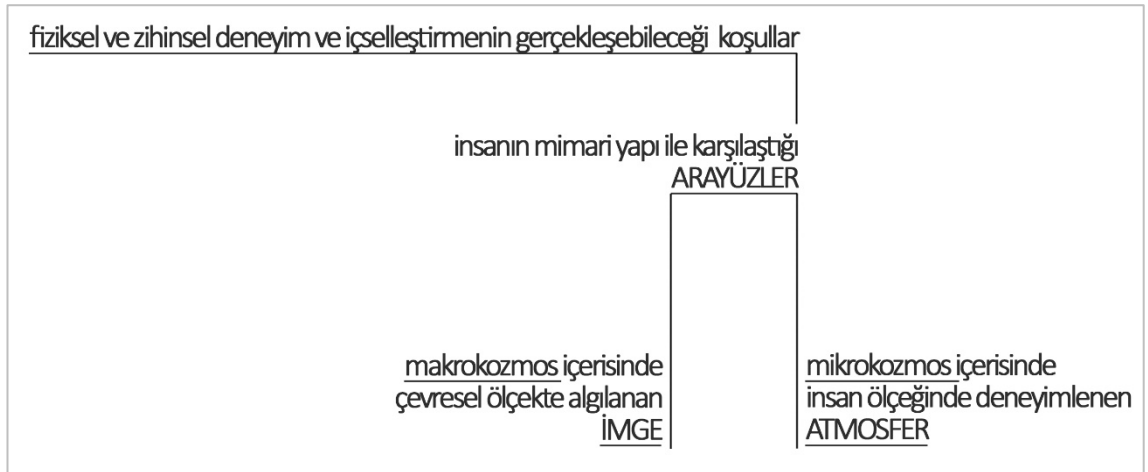 fiziksel ve zihinsel deneyim ve içselleştirmenin gerçekleşebileceği koşullar
insanın mimari yapı ile karşılaştığı
ARAYÜZLER
makrokozmos içerisinde
çevresel ölçekte algılanan
İMGE
mikrokozmos içerisinde
insan ölçeğinde deneyimlenen
ATMOSFER